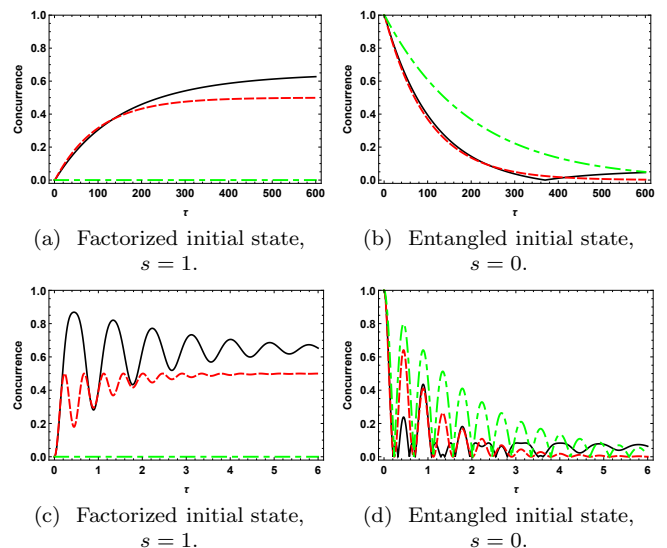 1.0
0.8
0.6
0.4
0.2
0.0
Concurrence
0 100 200 300 400 500 600
τ
(a) Factorized initial state,
s = 1.
1.0
0.8
0.6
0.4
0.2
0.0
Concurrence
0 100 200 300 400 500 600
τ
(b) Entangled initial state,
s = 0.
1.0
0.8
0.6
0.4
0.2
0.0
Concurrence
0 1 2 3 4 5 6
τ
(c) Factorized initial state,
s = 1.
1.0
0.8
0.6
0.4
0.2
0.0
Concurrence
0 1 2 3 4 5 6
τ
(d) Entangled initial state,
s = 0.